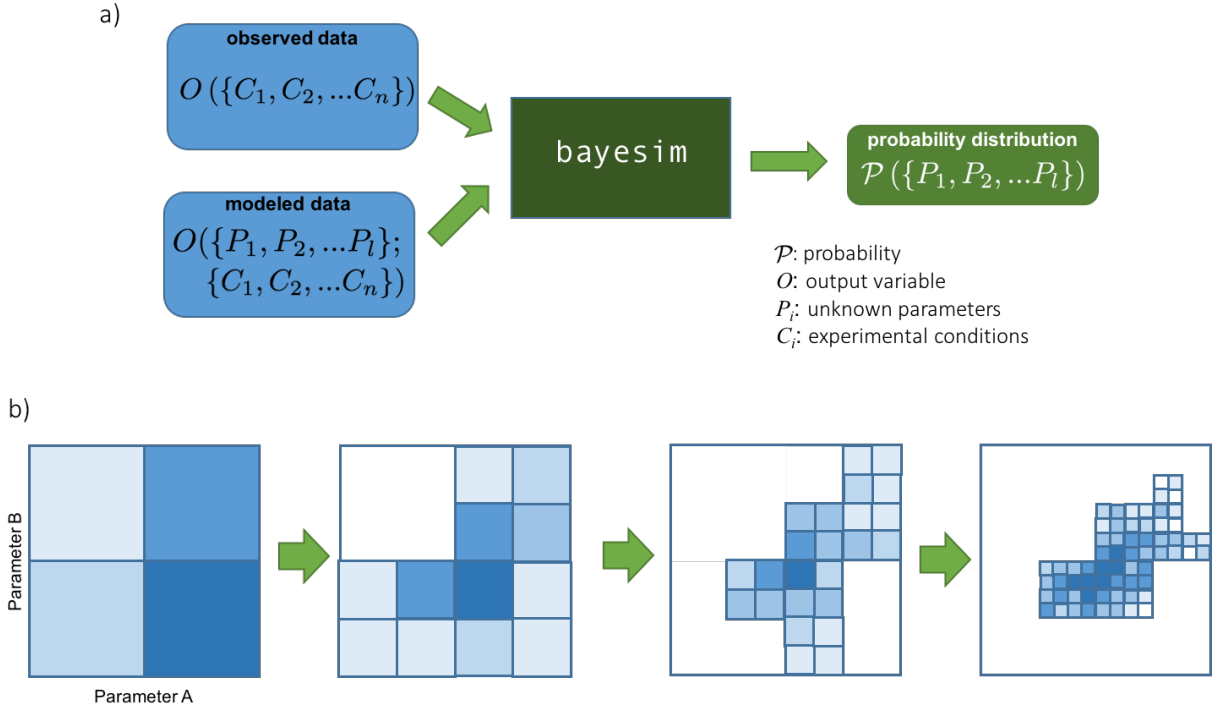 a)
observed data
O ({C₁, C₂, ...Cₙ})
modeled data
O({P₁, P₂, ...Pₗ};
{C₁, C₂, ...Cₙ})
bayesim
probability distribution
𝒫 ({P₁, P₂, ...Pₗ})
𝒫: probability
O: output variable
Pᵢ: unknown parameters
Cᵢ: experimental conditions
b)
Parameter B
Parameter A